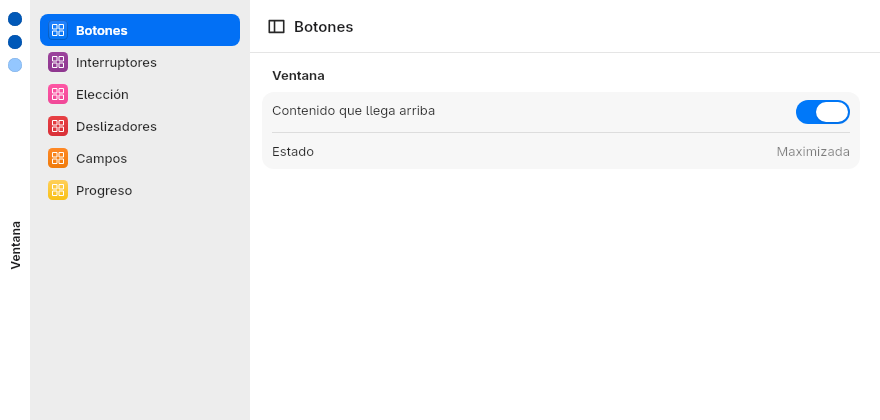 Ventana
Botones
Interruptores
Elección
Deslizadores
Campos
Progreso
Botones
Ventana
Contenido que llega arriba
Estado
Maximizada